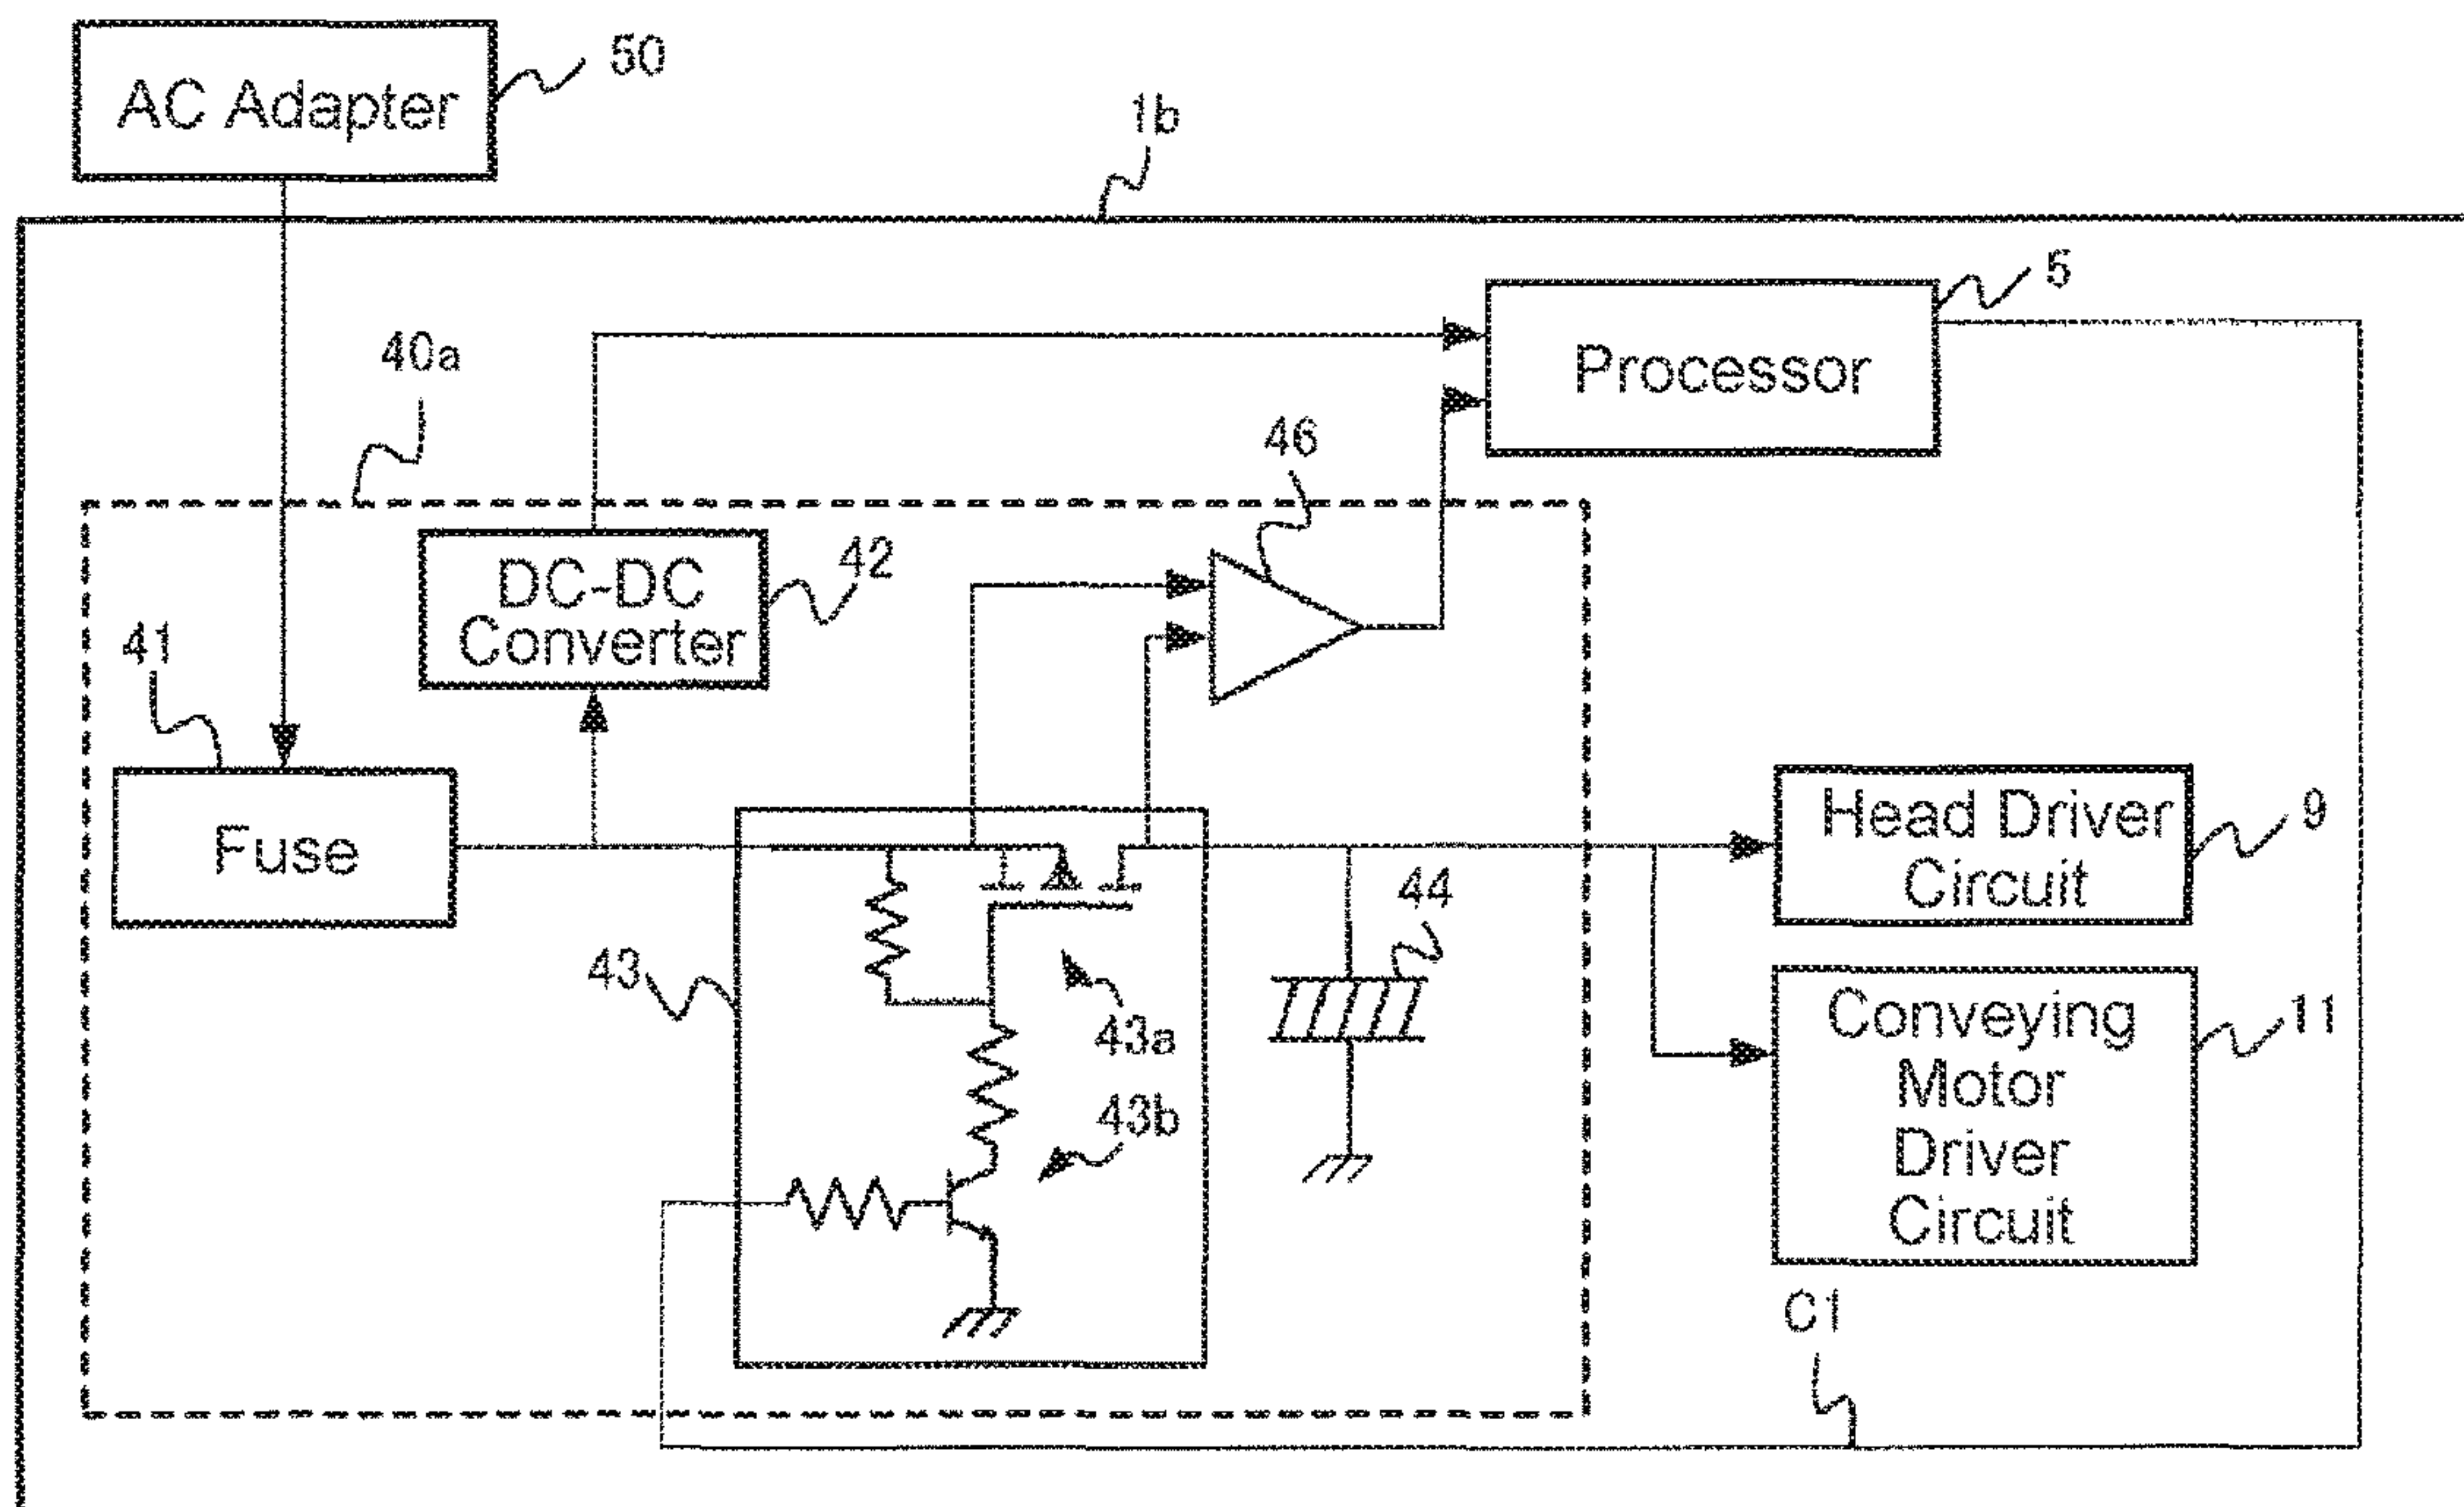 AC Adapter
50
1b
5
Processor
40a
46
DC-DC
Converter
42
41
Fuse
Head Driver
Circuit
9
44
43
43a
Conveying
Motor
Driver
Circuit
11
43b
C1